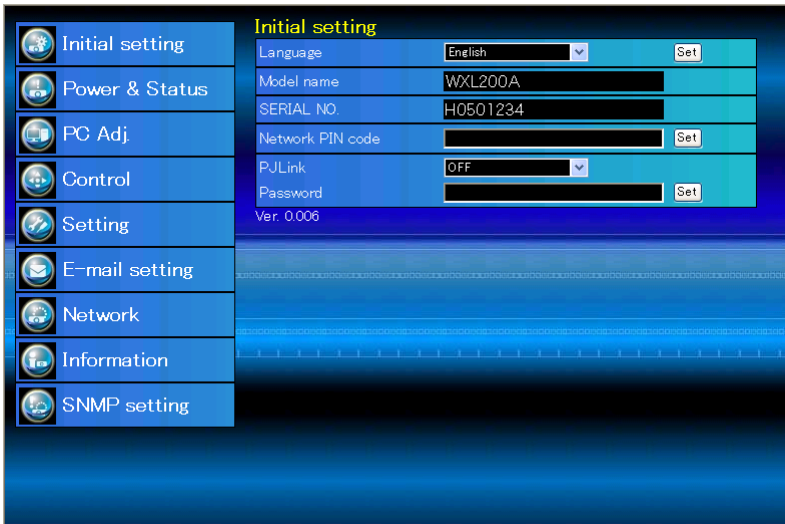 Initial setting
Power & Status
PC Adj.
Control
Setting
E-mail setting
Network
Information
SNMP setting
Initial setting
Language English Set
Model name WXL200A
SERIAL NO. H0501234
Network PIN code Set
PJLink OFF
Password Set
Ver. 0.006